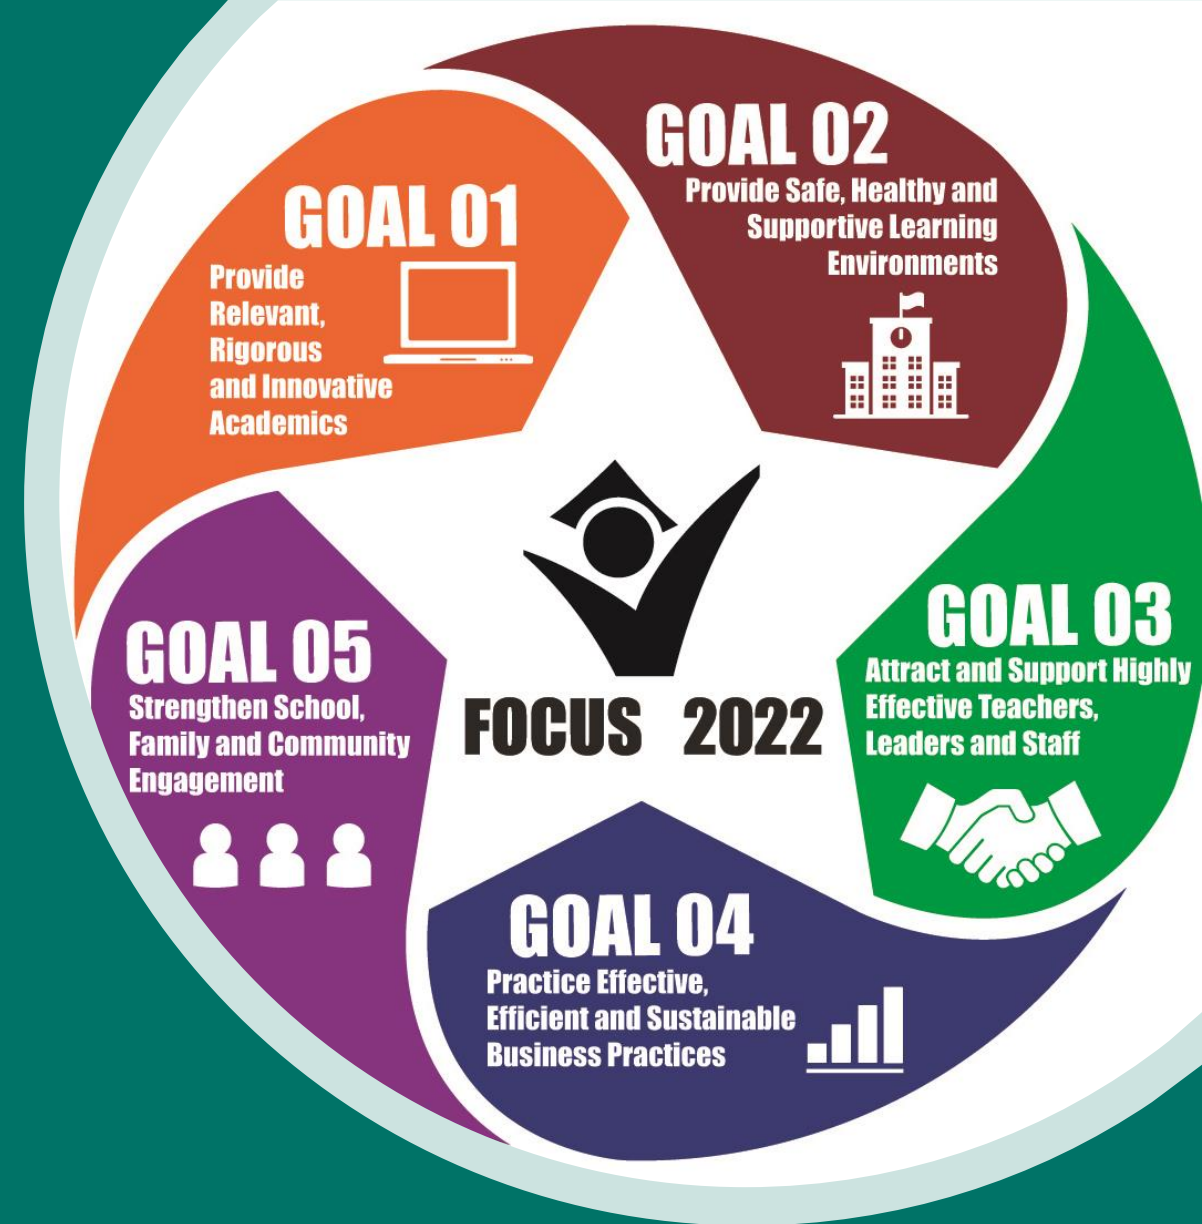 GOAL 01
Provide
Relevant,
Rigorous
and Innovative
Academics
GOAL 02
Provide Safe, Healthy and
Supportive Learning
Environments
GOAL 03
Attract and Support Highly
Effective Teachers,
Leaders and Staff
GOAL 04
Practice Effective,
Efficient and Sustainable
Business Practices
GOAL 05
Strengthen School,
Family and Community
Engagement
FOCUS 2022